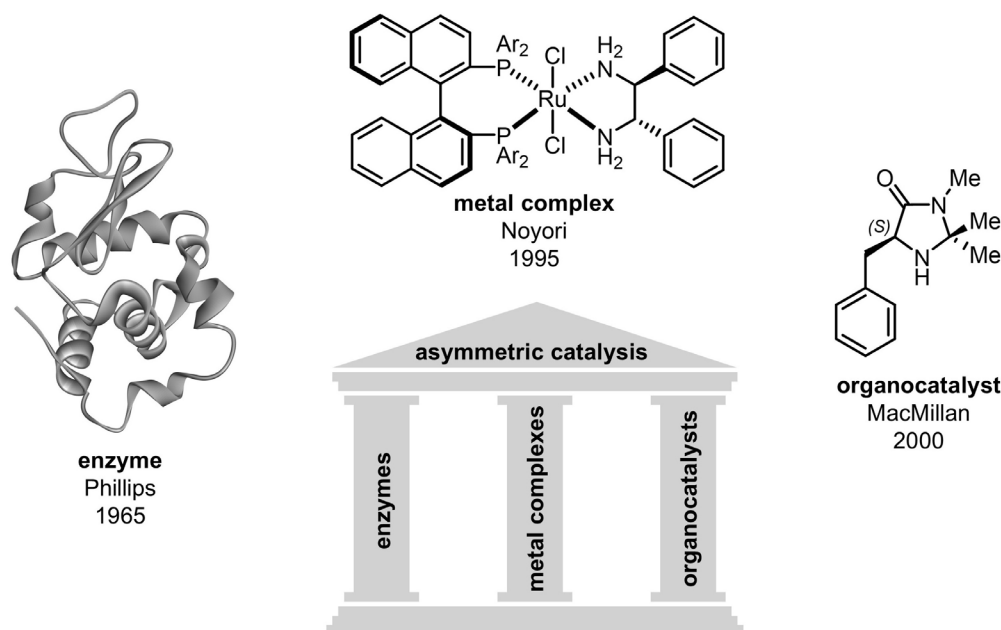 Ar2
Cl
H2
N
P
Ru
P
N
H2
Cl
Ar2
metal complex
Noyori
1995
enzyme
Phillips
1965
O
Me
N
(S)
Me
Me
N
H
organocatalyst
MacMillan
2000
asymmetric catalysis
enzymes
metal complexes
organocatalysts